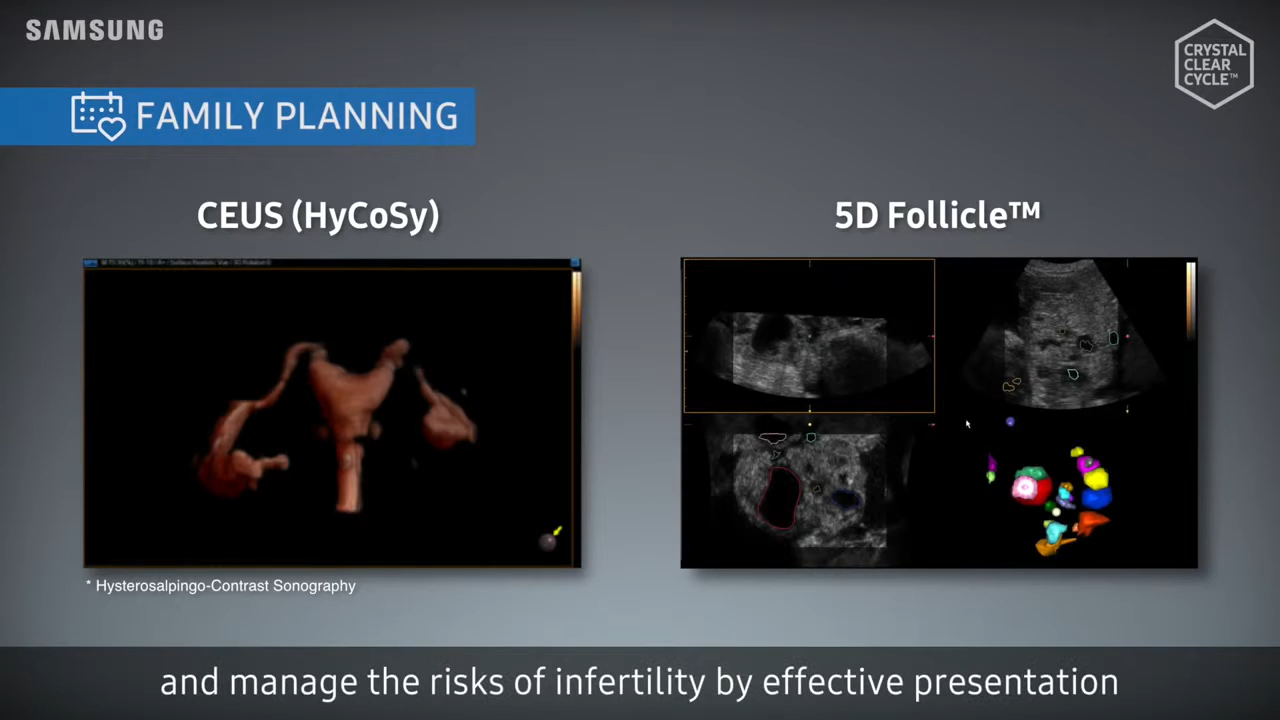 SAMSUNG
CRYSTAL
CLEAR
CYCLE™
FAMILY PLANNING
CEUS (HyCoSy)
5D Follicle™
* Hysterosalpingo-Contrast Sonography
and manage the risks of infertility by effective presentation